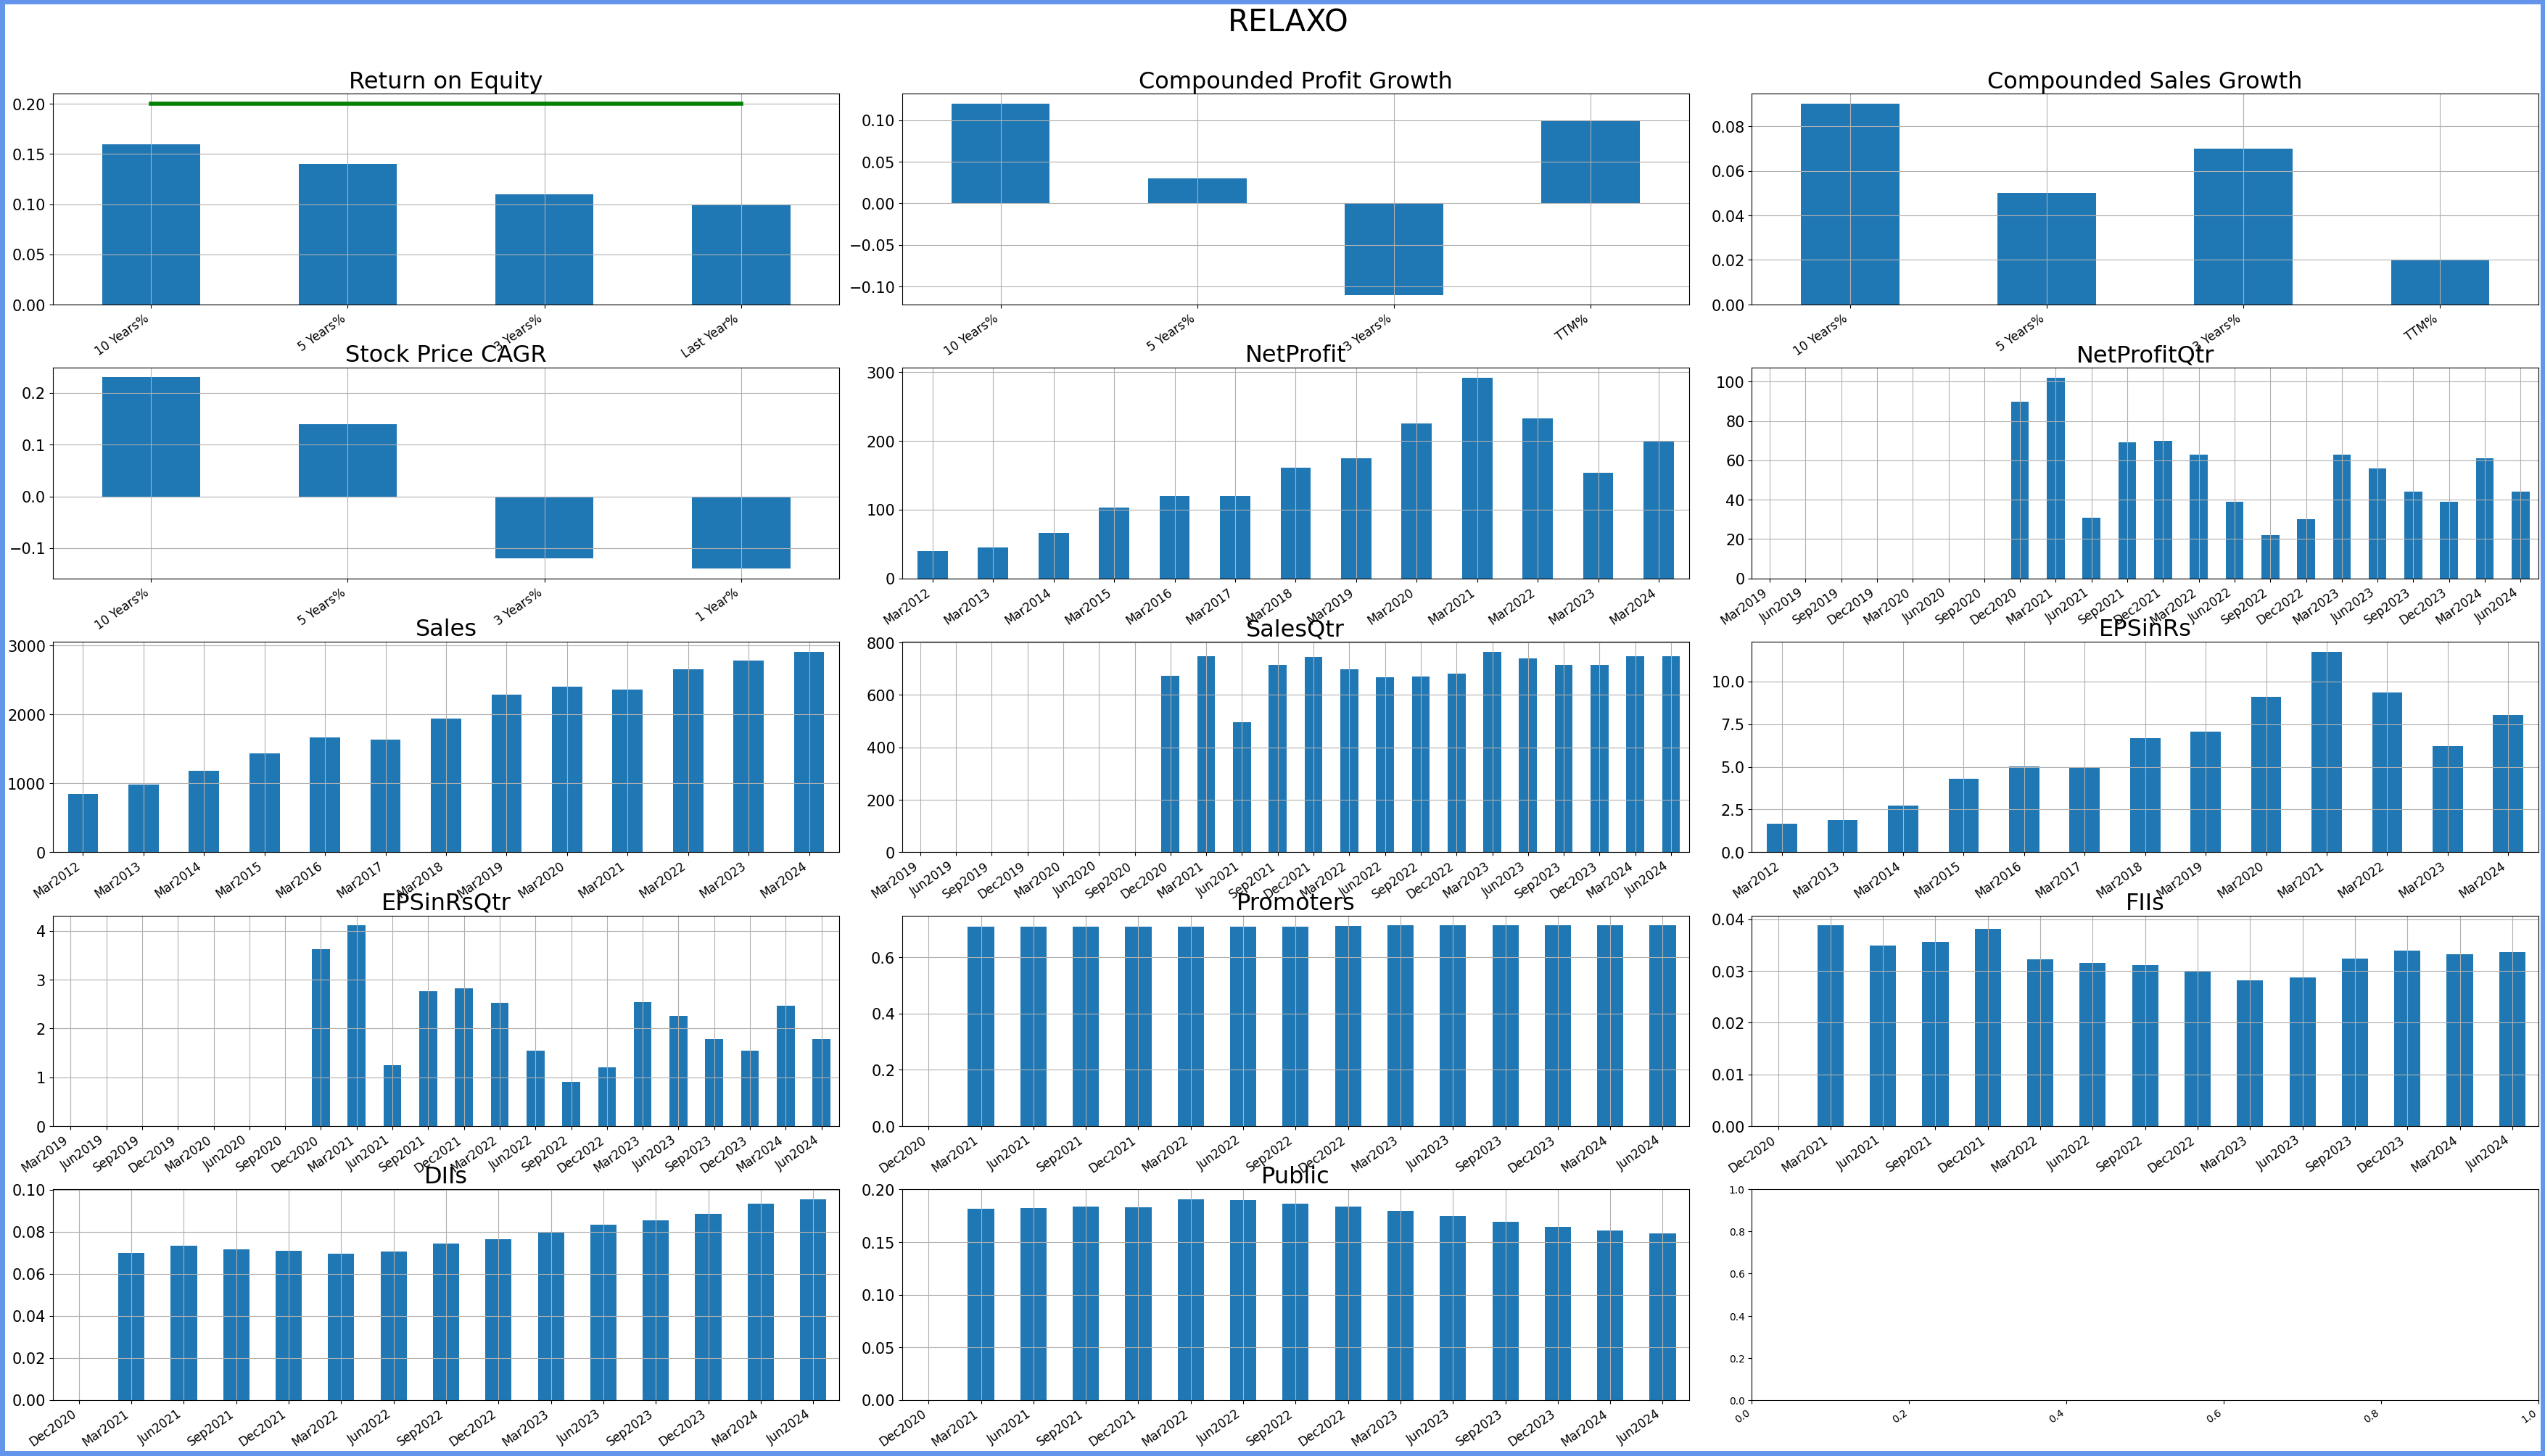 RELAXO
Return on Equity
0.20
0.15
0.10
0.05
0.00
10 Years%
5 Years%
3 Years%
Last Year%
Compounded Profit Growth
0.10
0.05
0.00
−0.05
−0.10
10 Years%
5 Years%
3 Years%
TTM%
Compounded Sales Growth
0.08
0.06
0.04
0.02
0.00
10 Years%
5 Years%
3 Years%
TTM%
Stock Price CAGR
0.2
0.1
0.0
−0.1
10 Years%
5 Years%
3 Years%
1 Year%
NetProfit
300
200
100
0
Mar2012
Mar2013
Mar2014
Mar2015
Mar2016
Mar2017
Mar2018
Mar2019
Mar2020
Mar2021
Mar2022
Mar2023
Mar2024
NetProfitQtr
100
80
60
40
20
0
Mar2019
Jun2019
Sep2019
Dec2019
Mar2020
Jun2020
Sep2020
Dec2020
Mar2021
Jun2021
Sep2021
Dec2021
Mar2022
Jun2022
Sep2022
Dec2022
Mar2023
Jun2023
Sep2023
Dec2023
Mar2024
Jun2024
Sales
3000
2000
1000
0
Mar2012
Mar2013
Mar2014
Mar2015
Mar2016
Mar2017
Mar2018
Mar2019
Mar2020
Mar2021
Mar2022
Mar2023
Mar2024
SalesQtr
800
600
400
200
0
Mar2019
Jun2019
Sep2019
Dec2019
Mar2020
Jun2020
Sep2020
Dec2020
Mar2021
Jun2021
Sep2021
Dec2021
Mar2022
Jun2022
Sep2022
Dec2022
Mar2023
Jun2023
Sep2023
Dec2023
Mar2024
Jun2024
EPSinRs
10.0
7.5
5.0
2.5
0.0
Mar2012
Mar2013
Mar2014
Mar2015
Mar2016
Mar2017
Mar2018
Mar2019
Mar2020
Mar2021
Mar2022
Mar2023
Mar2024
EPSinRsQtr
4
3
2
1
0
Mar2019
Jun2019
Sep2019
Dec2019
Mar2020
Jun2020
Sep2020
Dec2020
Mar2021
Jun2021
Sep2021
Dec2021
Mar2022
Jun2022
Sep2022
Dec2022
Mar2023
Jun2023
Sep2023
Dec2023
Mar2024
Jun2024
Promoters
0.6
0.4
0.2
0.0
Dec2020
Mar2021
Jun2021
Sep2021
Dec2021
Mar2022
Jun2022
Sep2022
Dec2022
Mar2023
Jun2023
Sep2023
Dec2023
Mar2024
Jun2024
FIIs
0.04
0.03
0.02
0.01
0.00
Dec2020
Mar2021
Jun2021
Sep2021
Dec2021
Mar2022
Jun2022
Sep2022
Dec2022
Mar2023
Jun2023
Sep2023
Dec2023
Mar2024
Jun2024
DIIs
0.10
0.08
0.06
0.04
0.02
0.00
Dec2020
Mar2021
Jun2021
Sep2021
Dec2021
Mar2022
Jun2022
Sep2022
Dec2022
Mar2023
Jun2023
Sep2023
Dec2023
Mar2024
Jun2024
Public
0.20
0.15
0.10
0.05
0.00
Dec2020
Mar2021
Jun2021
Sep2021
Dec2021
Mar2022
Jun2022
Sep2022
Dec2022
Mar2023
Jun2023
Sep2023
Dec2023
Mar2024
Jun2024
1.0
0.8
0.6
0.4
0.2
0.0
0.0
0.2
0.4
0.6
0.8
1.0